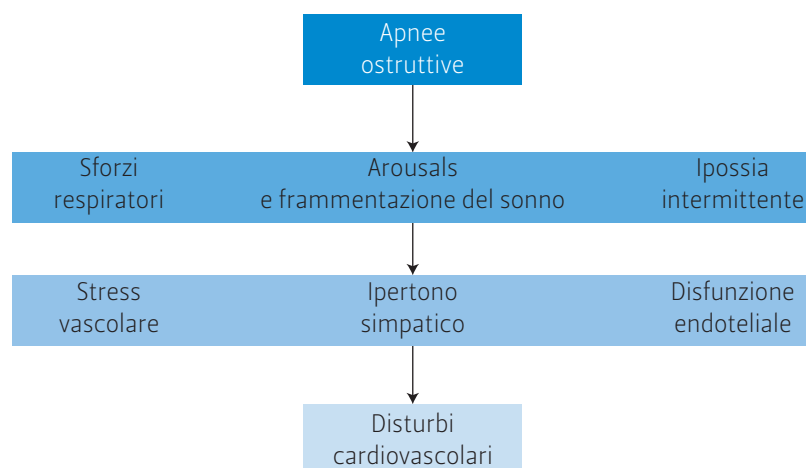 Apnee
ostruttive
Sforzi
respiratori
Arousals
e frammentazione del sonno
Ipossia
intermittente
Stress
vascolare
Ipertono
simpatico
Disfunzione
endoteliale
Disturbi
cardiovascolari